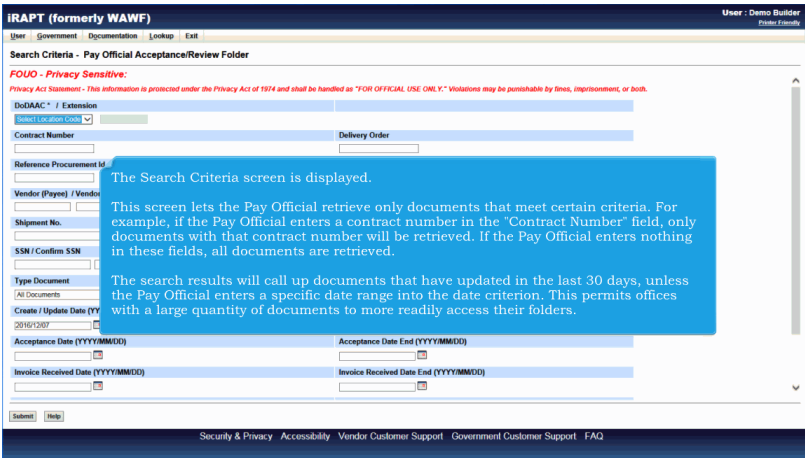 iRAPT (formerly WAWF)
User : Demo Builder
Printer Friendly
User Government Documentation Lookup Exit
Search Criteria - Pay Official Acceptance/Review Folder
FOUO - Privacy Sensitive:
Privacy Act Statement - This information is protected under the Privacy Act of 1974 and shall be handled as "FOR OFFICIAL USE ONLY." Violations may be punishable by fines, imprisonment, or both.
DoDAAC * / Extension
Select Location Code
Contract Number Delivery Order
Reference Procurement Id
Vendor (Payee) / Vendor
Shipment No.
SSN / Confirm SSN
Type Document
All Documents
Create / Update Date (YY
2016/12/07
The Search Criteria screen is displayed.
This screen lets the Pay Official retrieve only documents that meet certain criteria. For
example, if the Pay Official enters a contract number in the "Contract Number" field, only
documents with that contract number will be retrieved. If the Pay Official enters nothing
in these fields, all documents are retrieved.
The search results will call up documents that have updated in the last 30 days, unless
the Pay Official enters a specific date range into the date criterion. This permits offices
with a large quantity of documents to more readily access their folders.
Acceptance Date (YYYY/MM/DD) Acceptance Date End (YYYY/MM/DD)
Invoice Received Date (YYYY/MM/DD) Invoice Received Date End (YYYY/MM/DD)
Submit Help
Security & Privacy Accessibility Vendor Customer Support Government Customer Support FAQ